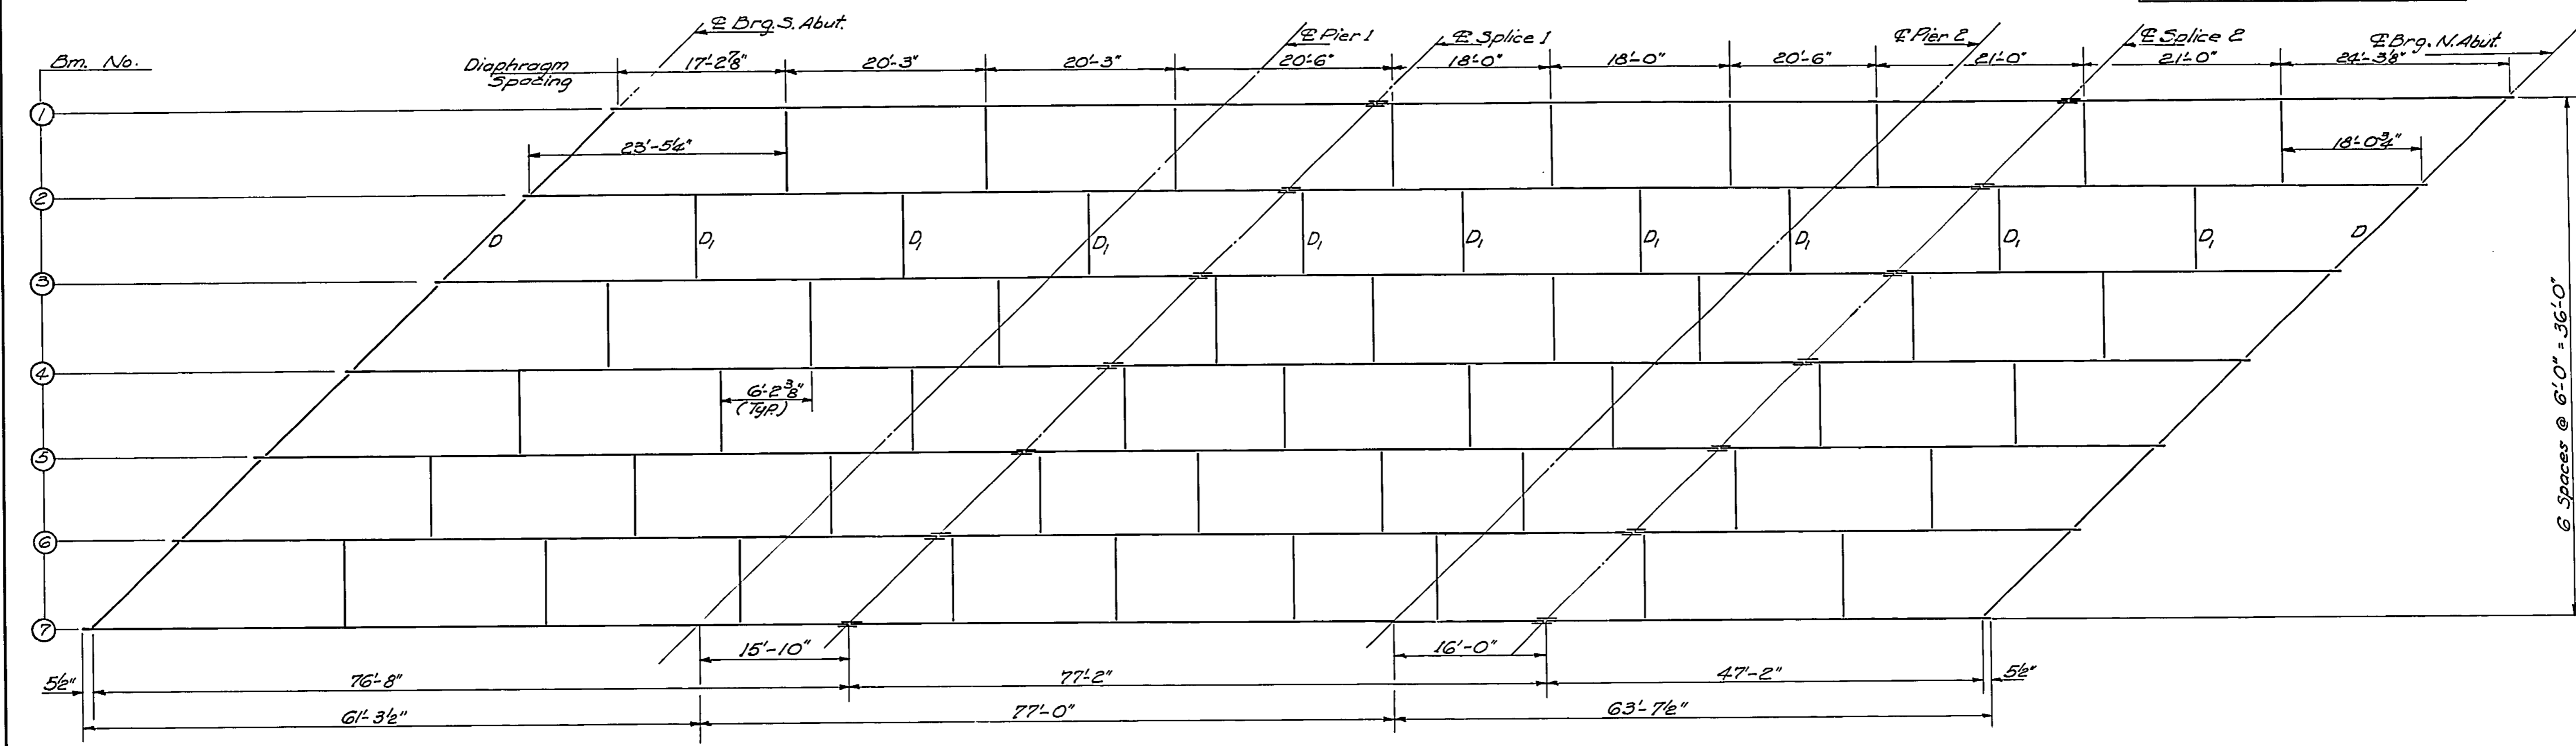 ℄ Brg. S. Abut.
℄ Pier 1
℄ Splice 1
℄ Pier 2
℄ Splice 2
℄ Brg. N. Abut.
Bm. No.
Diaphragm
Spacing
17'-2⅞"
20'-3"
20'-3"
20'-6"
18'-0"
18'-0"
20'-6"
21'-0"
21'-0"
24'-3⅜"
1
23'-5¼"
18'-0¾"
2
D
D₁
D₁
D₁
D₁
D₁
D₁
D₁
D₁
D₁
D
3
6 Spaces @ 6'-0" = 36'-0"
4
6'-2⅜"
(Typ.)
5
6
7
15'-10"
16'-0"
5½"
76'-8"
77'-2"
47'-2"
5½"
61'-3½"
77'-0"
63'-7½"